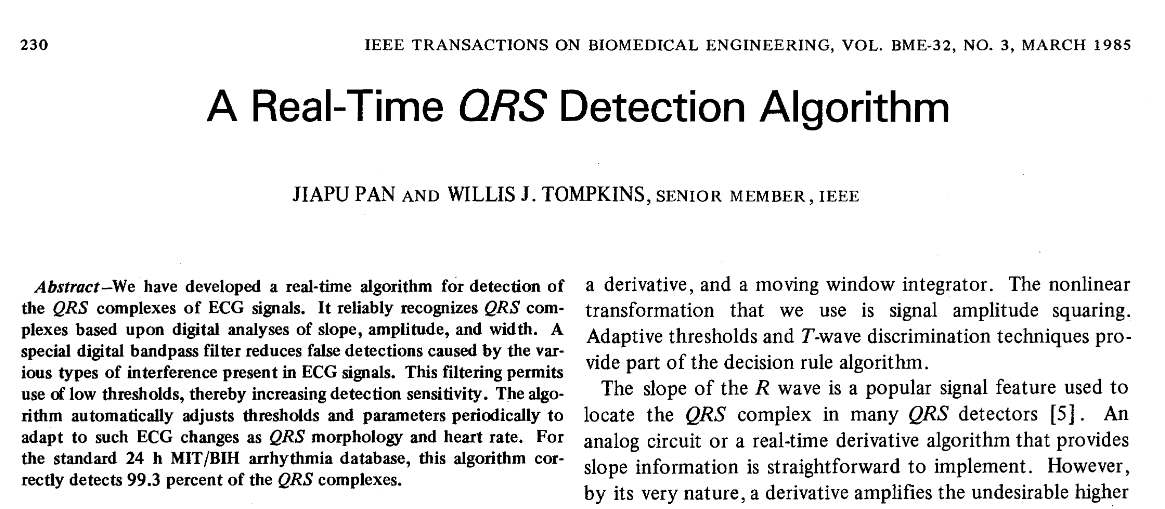 230
IEEE TRANSACTIONS ON BIOMEDICAL ENGINEERING, VOL. BME-32, NO. 3, MARCH 1985
A Real-Time QRS Detection Algorithm
JIAPU PAN AND WILLIS J. TOMPKINS, SENIOR MEMBER, IEEE
Abstract—We have developed a real-time algorithm for detection of
the QRS complexes of ECG signals. It reliably recognizes QRS com-
plexes based upon digital analyses of slope, amplitude, and width. A
special digital bandpass filter reduces false detections caused by the var-
ious types of interference present in ECG signals. This filtering permits
use of low thresholds, thereby increasing detection sensitivity. The algo-
rithm automatically adjusts thresholds and parameters periodically to
adapt to such ECG changes as QRS morphology and heart rate. For
the standard 24 h MIT/BIH arrhythmia database, this algorithm cor-
rectly detects 99.3 percent of the QRS complexes.
a derivative, and a moving window integrator. The nonlinear
transformation that we use is signal amplitude squaring.
Adaptive thresholds and T-wave discrimination techniques pro-
vide part of the decision rule algorithm.
The slope of the R wave is a popular signal feature used to
locate the QRS complex in many QRS detectors [5]. An
analog circuit or a real-time derivative algorithm that provides
slope information is straightforward to implement. However,
by its very nature, a derivative amplifies the undesirable higher